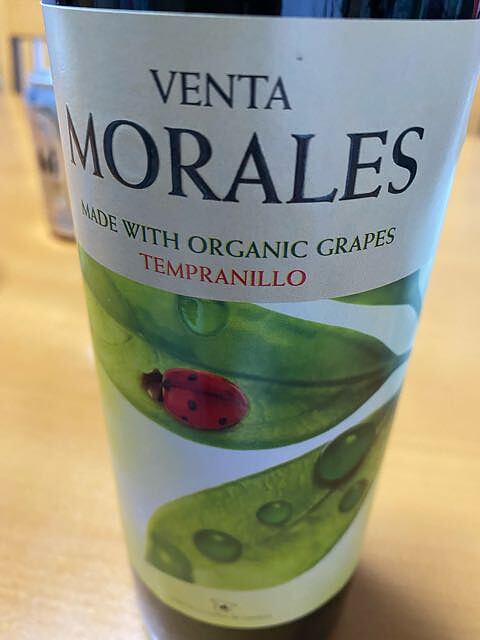 VENTA
MORALES
MADE WITH ORGANIC GRAPES
TEMPRANILLO